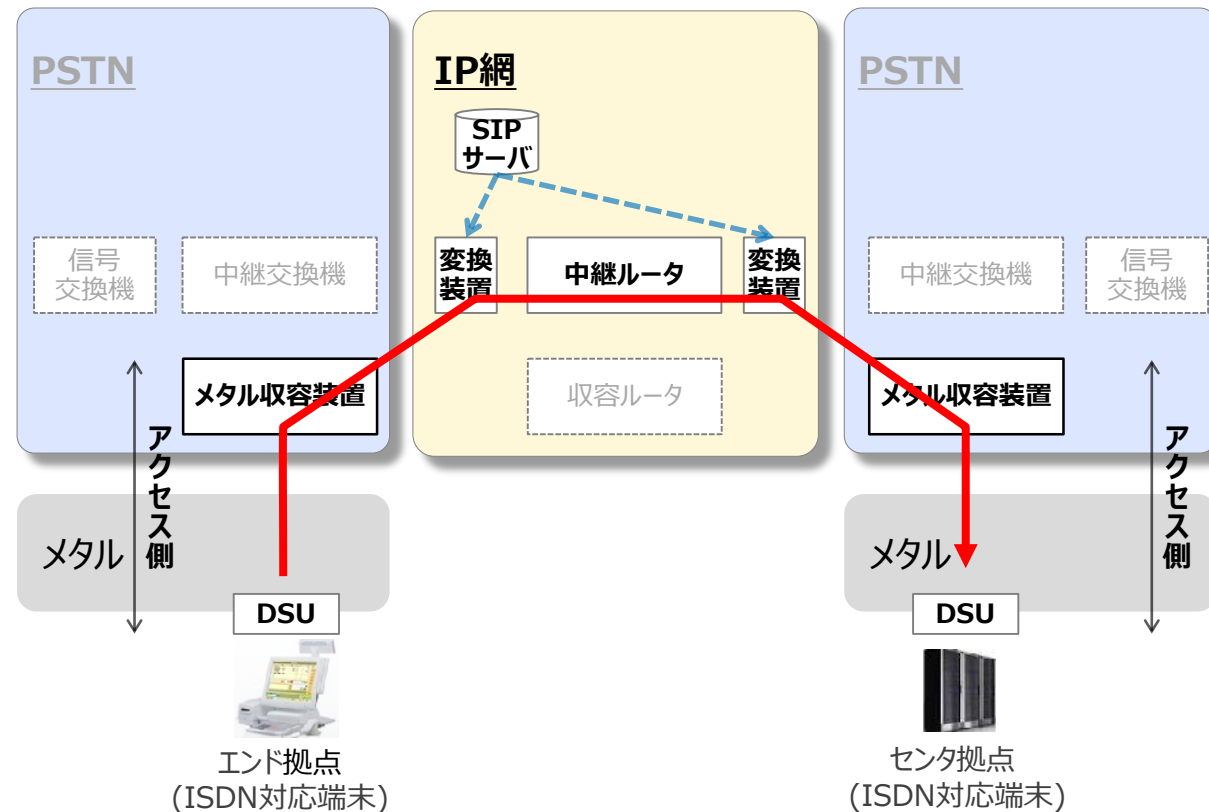 PSTN
IP網
PSTN
SIP
サーバ
信号
交換機
中継交換機
変換
装置
中継ルータ
変換
装置
中継交換機
信号
交換機
メタル収容装置
収容ルータ
メタル収容装置
アクセス側
アクセス側
メタル
メタル
DSU
DSU
エンド拠点
(ISDN対応端末)
センタ拠点
(ISDN対応端末)